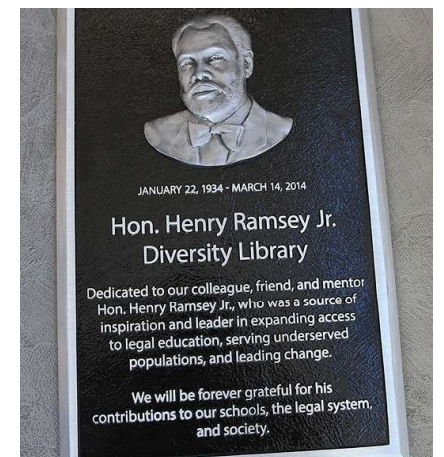 JANUARY 22, 1934 - MARCH 14, 2014
Hon. Henry Ramsey Jr.
Diversity Library
Dedicated to our colleague, friend, and mentor
Hon. Henry Ramsey Jr., who was a source of
inspiration and leader in expanding access
to legal education, serving underserved
populations, and leading change.
We will be forever grateful for his
contributions to our schools, the legal system,
and society.